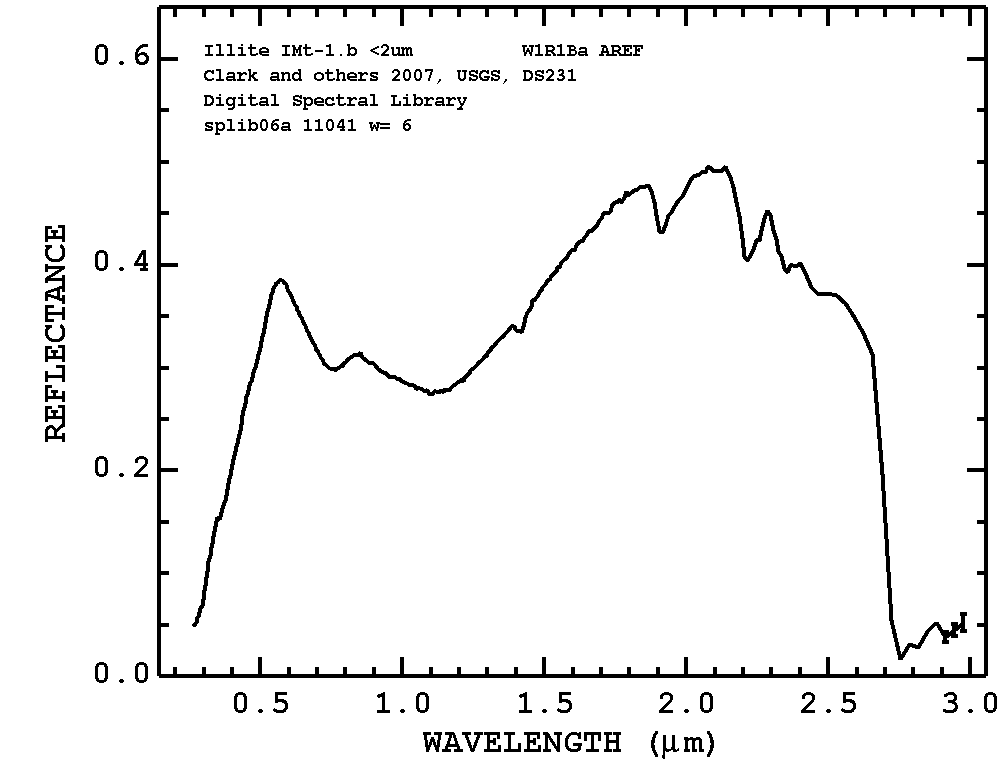 Illite IMt-1.b <2um W1R1Ba AREF
Clark and others 2007, USGS, DS231
Digital Spectral Library
splib06a 11041 w= 6
0.6
0.4
0.2
0.0
REFLECTANCE
0.5 1.0 1.5 2.0 2.5 3.0
WAVELENGTH (μm)